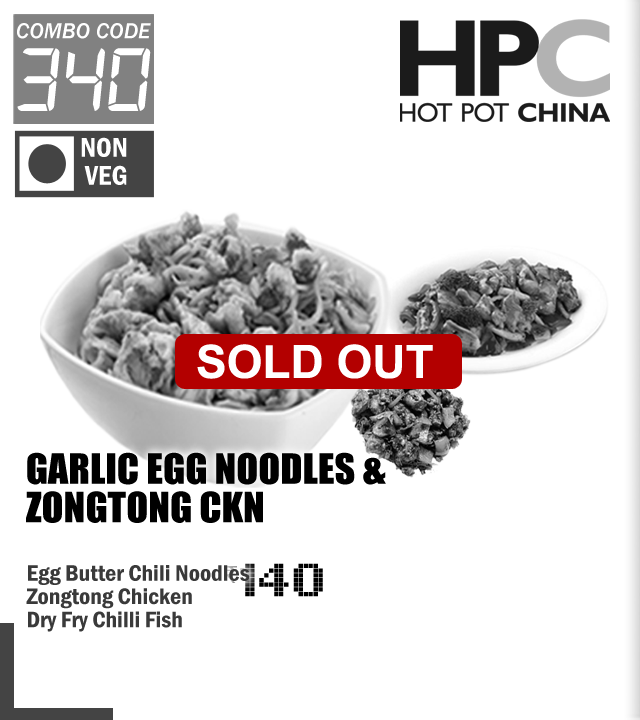 COMBO CODE
340
NON
VEG
HPC
HOT POT CHINA
SOLD OUT
GARLIC EGG NOODLES &
ZONGTONG CKN
Egg Butter Chili Noodles
140
Zongtong Chicken
Dry Fry Chilli Fish